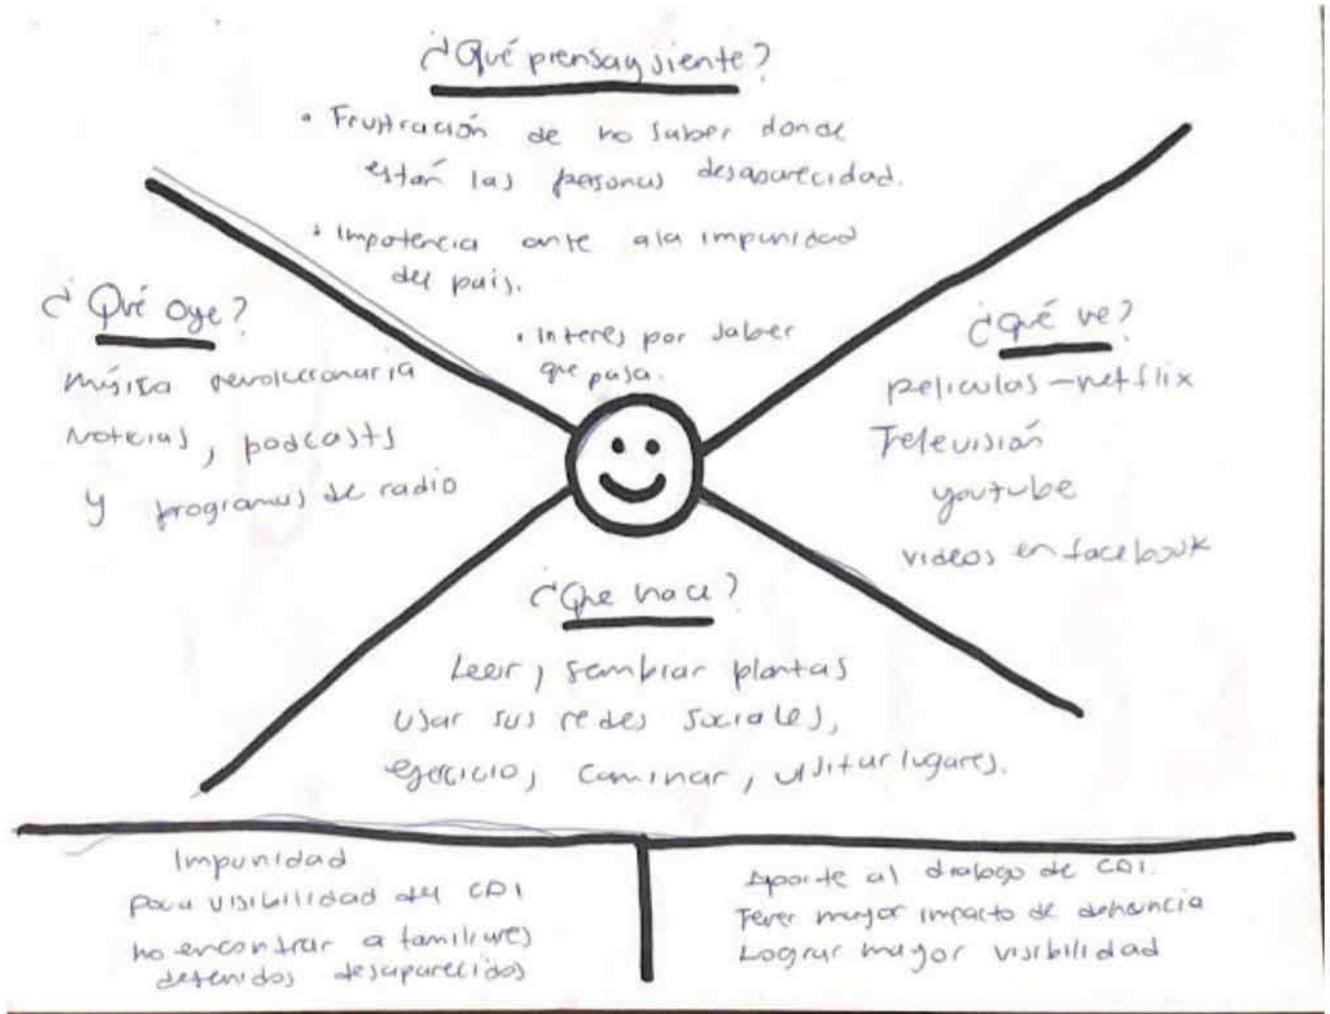 ¿Qué piensa y siente?
• Frustración de no saber donde
están las personas desaparecidad.
• Impotencia ante a la impunidad
del país.
• Interes por saber
que pasa.
¿Qué oye?
Música revolucionaria
Noticias, podcasts
y programas de radio
¿Qué ve?
películas - netflix
Televisión
youtube
videos en facebook
¿Que hace?
Leer, sembrar plantas
usar sus redes sociales,
ejercicio, caminar, visitar lugares.
Impunidad
Poca visibilidad del CDI
no encontrar a familiares
detenidos desaparecidos
Aporte al dialogo de CDI.
Tener mayor impacto de denuncia
Lograr mayor visibilidad